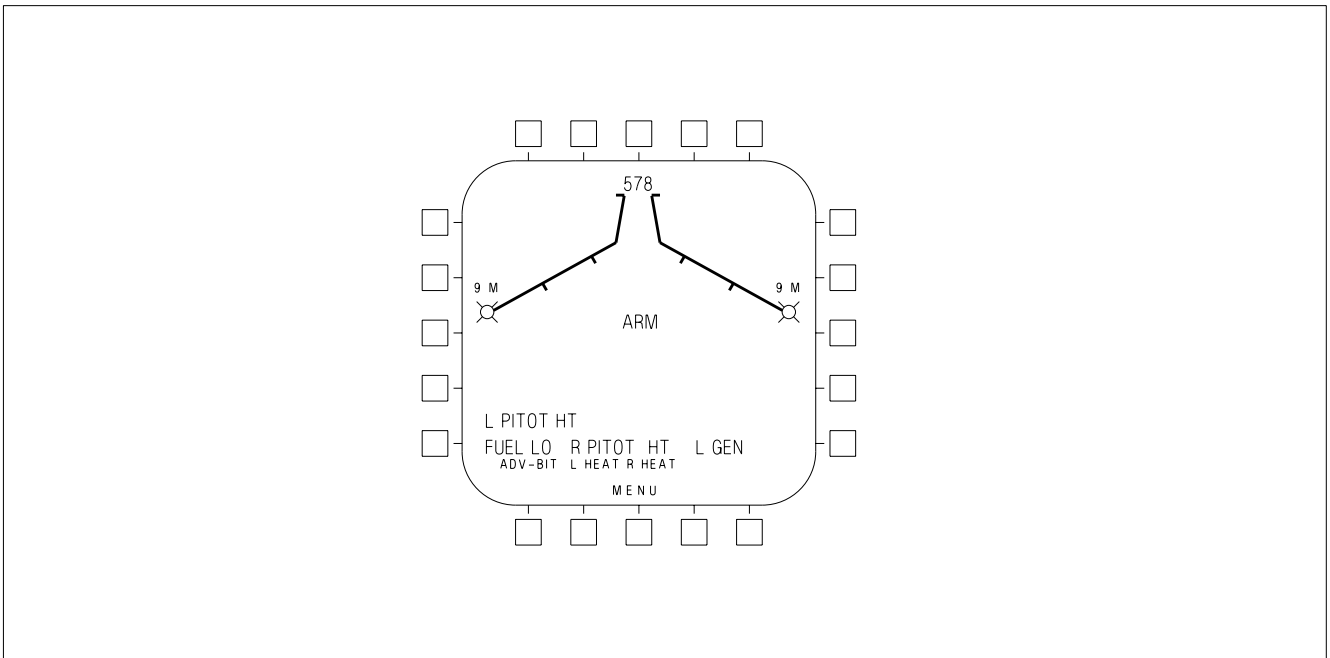 578
9 M 9 M
ARM
L PITOT HT
FUEL LO R PITOT HT L GEN
ADV-BIT L HEAT R HEAT
MENU